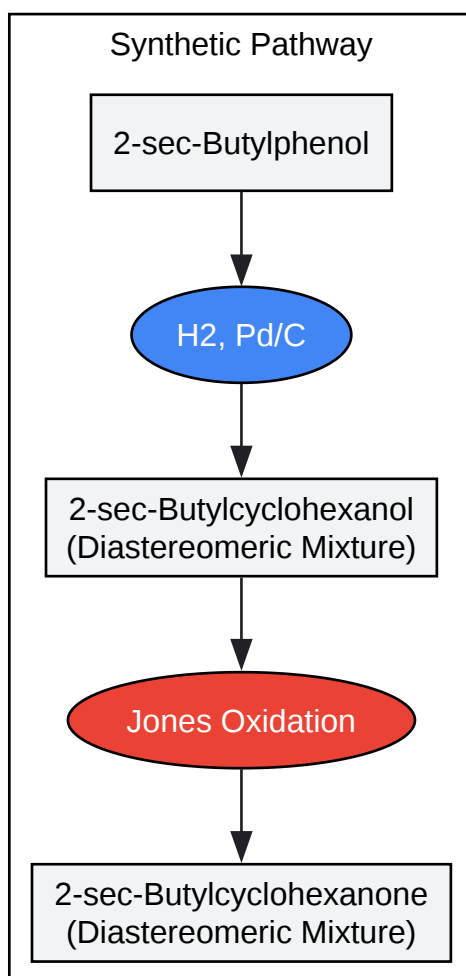 Synthetic Pathway
2-sec-Butylphenol
H2, Pd/C
2-sec-Butylcyclohexanol
(Diastereomeric Mixture)
Jones Oxidation
2-sec-Butylcyclohexanone
(Diastereomeric Mixture)